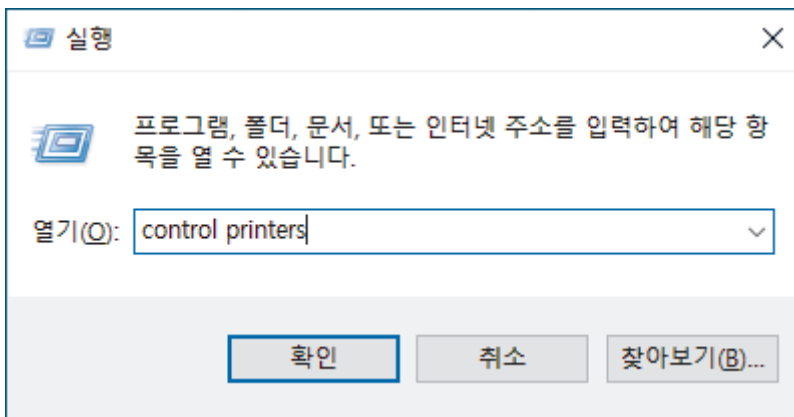 실행
프로그램, 폴더, 문서, 또는 인터넷 주소를 입력하여 해당 항
목을 열 수 있습니다.
열기(O): control printers
확인 취소 찾아보기(B)...